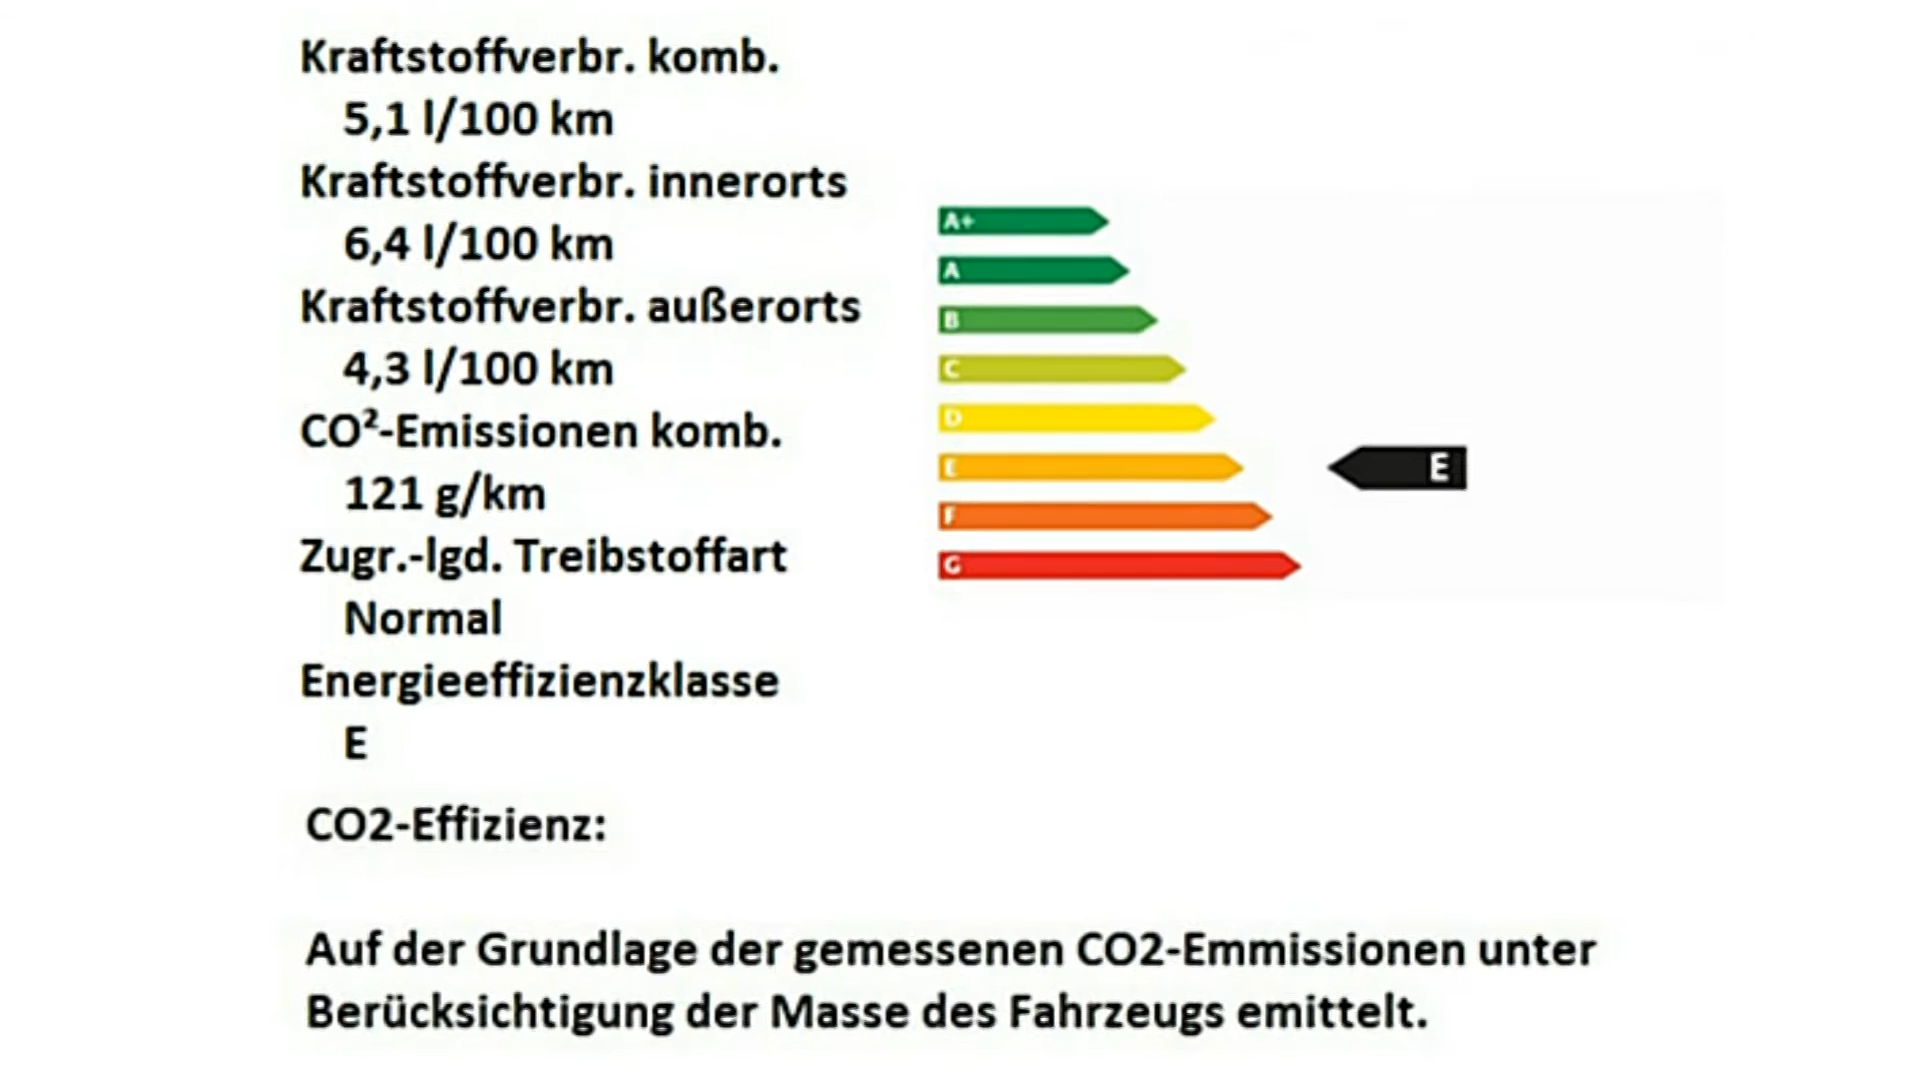 Kraftstoffverbr. komb.
5,1 l/100 km
Kraftstoffverbr. innerorts
6,4 l/100 km
Kraftstoffverbr. außerorts
4,3 l/100 km
CO²-Emissionen komb.
121 g/km
Zugr.-lgd. Treibstoffart
Normal
Energieeffizienzklasse
E
A+
A
B
C
D
E
E
F
G
CO2-Effizienz:
Auf der Grundlage der gemessenen CO2-Emmissionen unter
Berücksichtigung der Masse des Fahrzeugs emittelt.